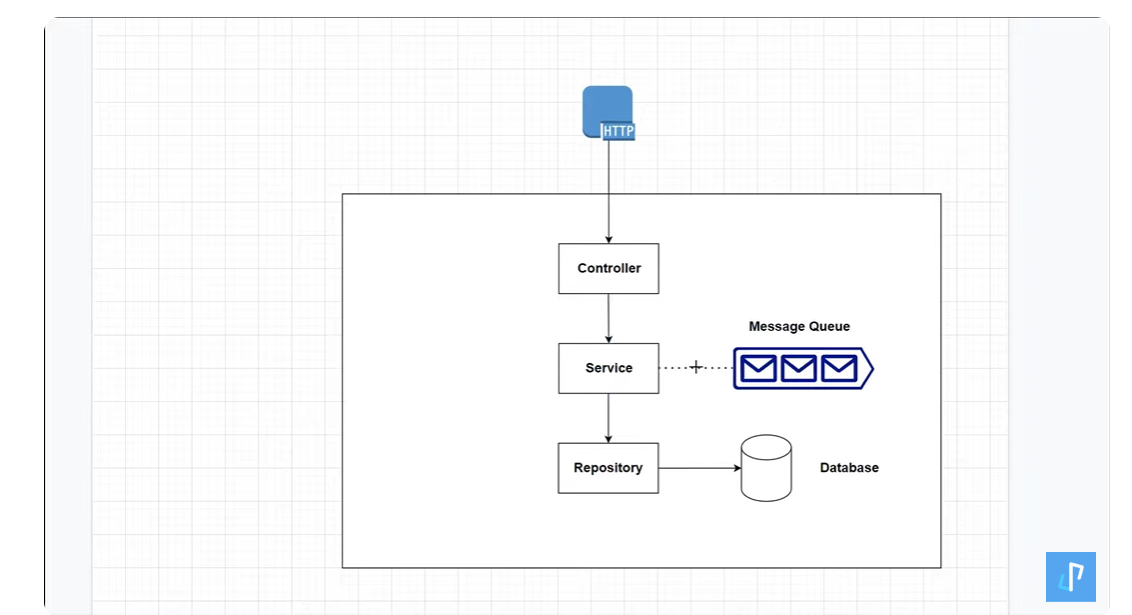 HTTP
Controller
Message Queue
Service
Repository
Database